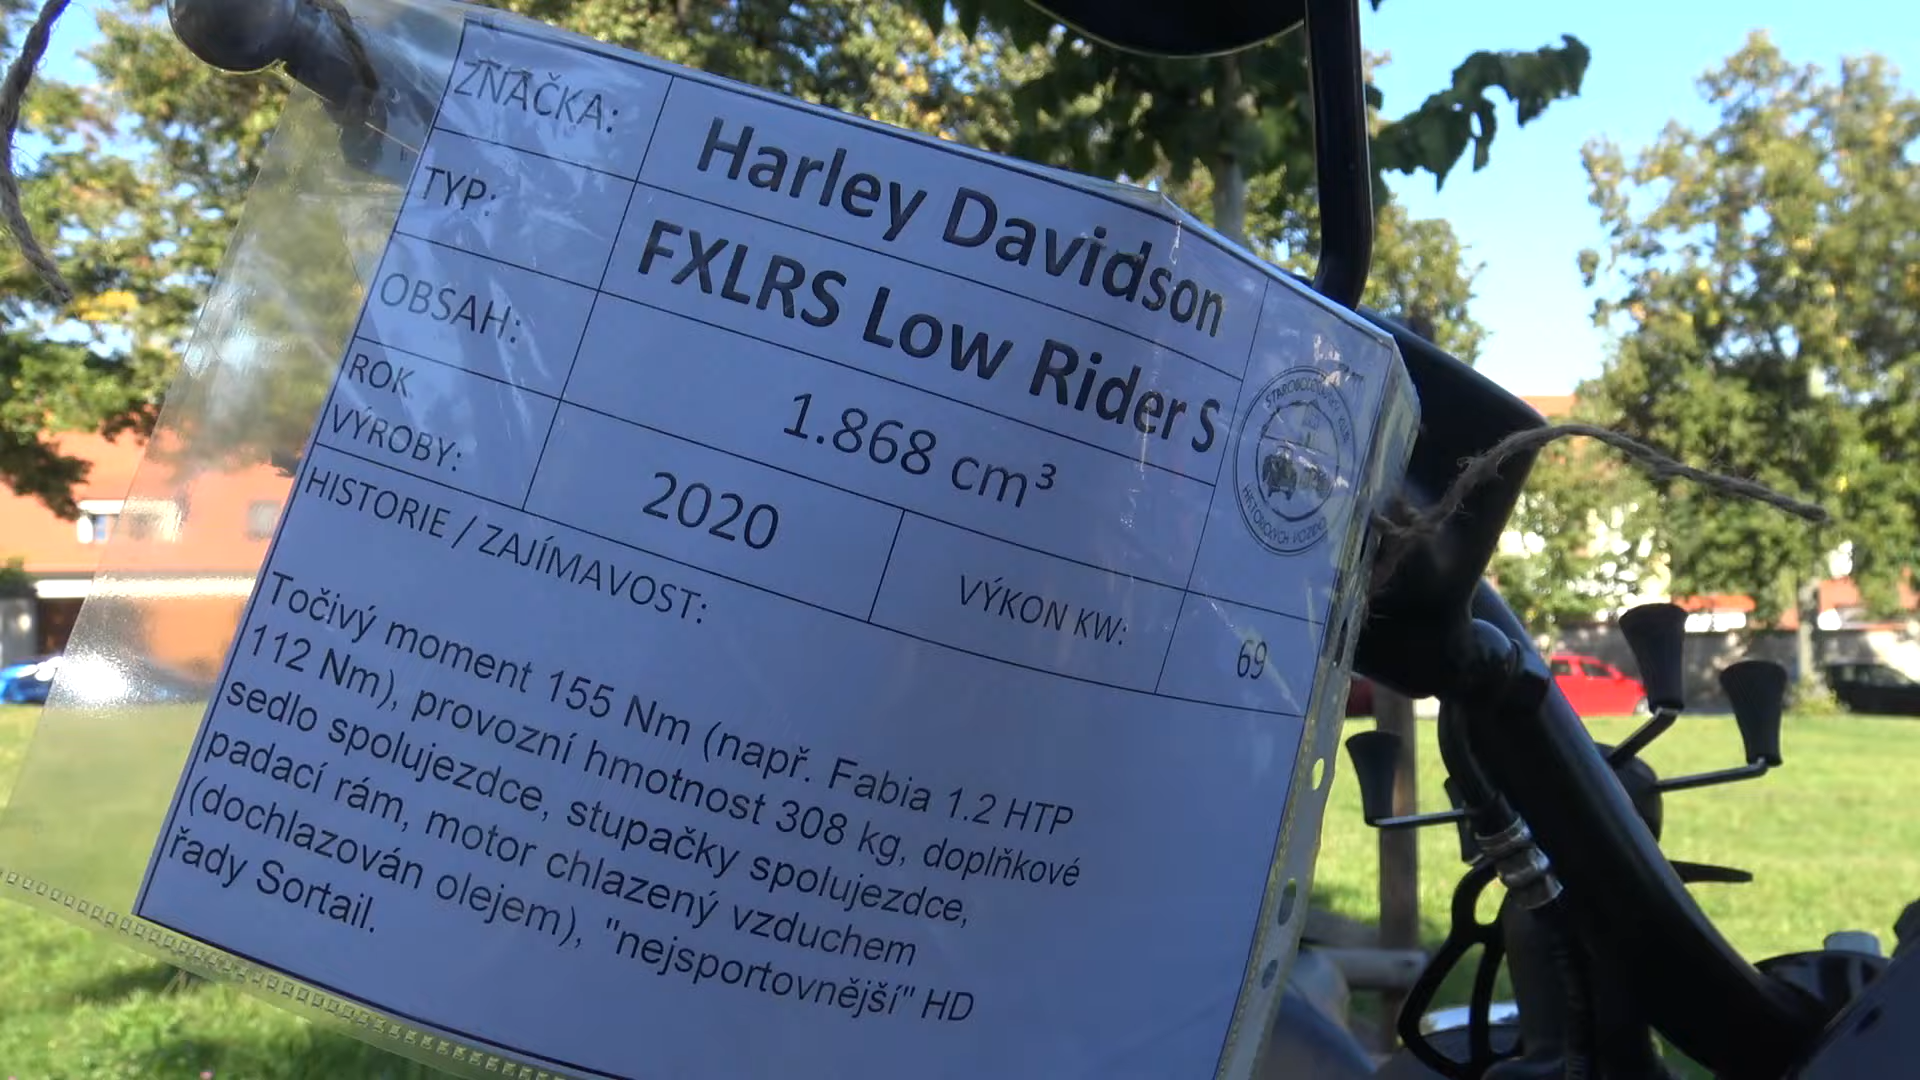 ZNAČKA: Harley Davidson
TYP: FXLRS Low Rider S
OBSAH: 1.868 cm³
ROK VÝROBY: 2020 VÝKON KW: 69
HISTORIE / ZAJÍMAVOST:
Točivý moment 155 Nm (např. Fabia 1.2 HTP
112 Nm), provozní hmotnost 308 kg, doplňkové
sedlo spolujezdce, stupačky spolujezdce,
padací rám, motor chlazený vzduchem
(dochlazován olejem), "nejsportovnější" HD
řady Sortail.